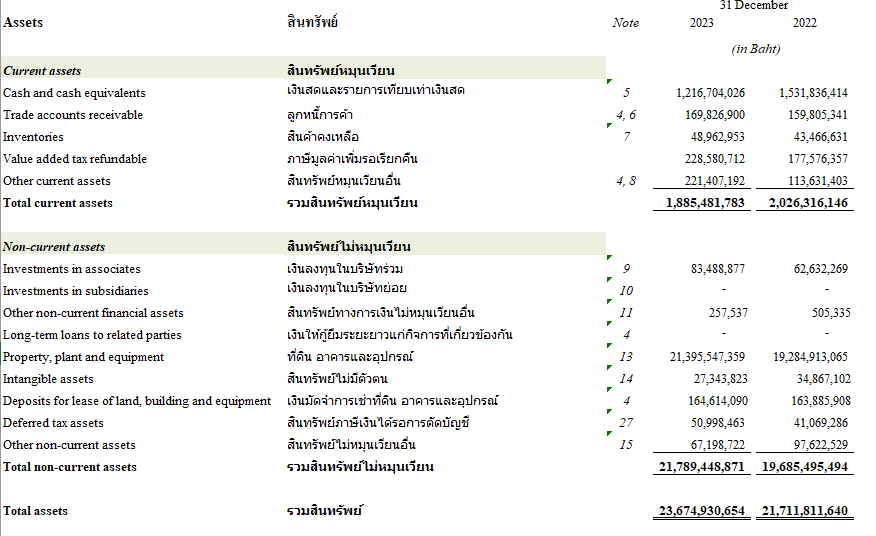 31 December
Assets สินทรัพย์ Note 2023 2022
(in Baht)
Current assets สินทรัพย์หมุนเวียน
Cash and cash equivalents เงินสดและรายการเทียบเท่าเงินสด 5 1,216,704,026 1,531,836,414
Trade accounts receivable ลูกหนี้การค้า 4, 6 169,826,900 159,805,341
Inventories สินค้าคงเหลือ 7 48,962,953 43,466,631
Value added tax refundable ภาษีมูลค่าเพิ่มรอเรียกคืน 228,580,712 177,576,357
Other current assets สินทรัพย์หมุนเวียนอื่น 4, 8 221,407,192 113,631,403
Total current assets รวมสินทรัพย์หมุนเวียน 1,885,481,783 2,026,316,146
Non-current assets สินทรัพย์ไม่หมุนเวียน
Investments in associates เงินลงทุนในบริษัทร่วม 9 83,488,877 62,632,269
Investments in subsidiaries เงินลงทุนในบริษัทย่อย 10 - -
Other non-current financial assets สินทรัพย์ทางการเงินไม่หมุนเวียนอื่น 11 257,537 505,335
Long-term loans to related parties เงินให้กู้ยืมระยะยาวแก่กิจการที่เกี่ยวข้องกัน 4 - -
Property, plant and equipment ที่ดิน อาคารและอุปกรณ์ 13 21,395,547,359 19,284,913,065
Intangible assets สินทรัพย์ไม่มีตัวตน 14 27,343,823 34,867,102
Deposits for lease of land, building and equipment เงินมัดจำการเช่าที่ดิน อาคารและอุปกรณ์ 4 164,614,090 163,885,908
Deferred tax assets สินทรัพย์ภาษีเงินได้รอการตัดบัญชี 27 50,998,463 41,069,286
Other non-current assets สินทรัพย์ไม่หมุนเวียนอื่น 15 67,198,722 97,622,529
Total non-current assets รวมสินทรัพย์ไม่หมุนเวียน 21,789,448,871 19,685,495,494
Total assets รวมสินทรัพย์ 23,674,930,654 21,711,811,640